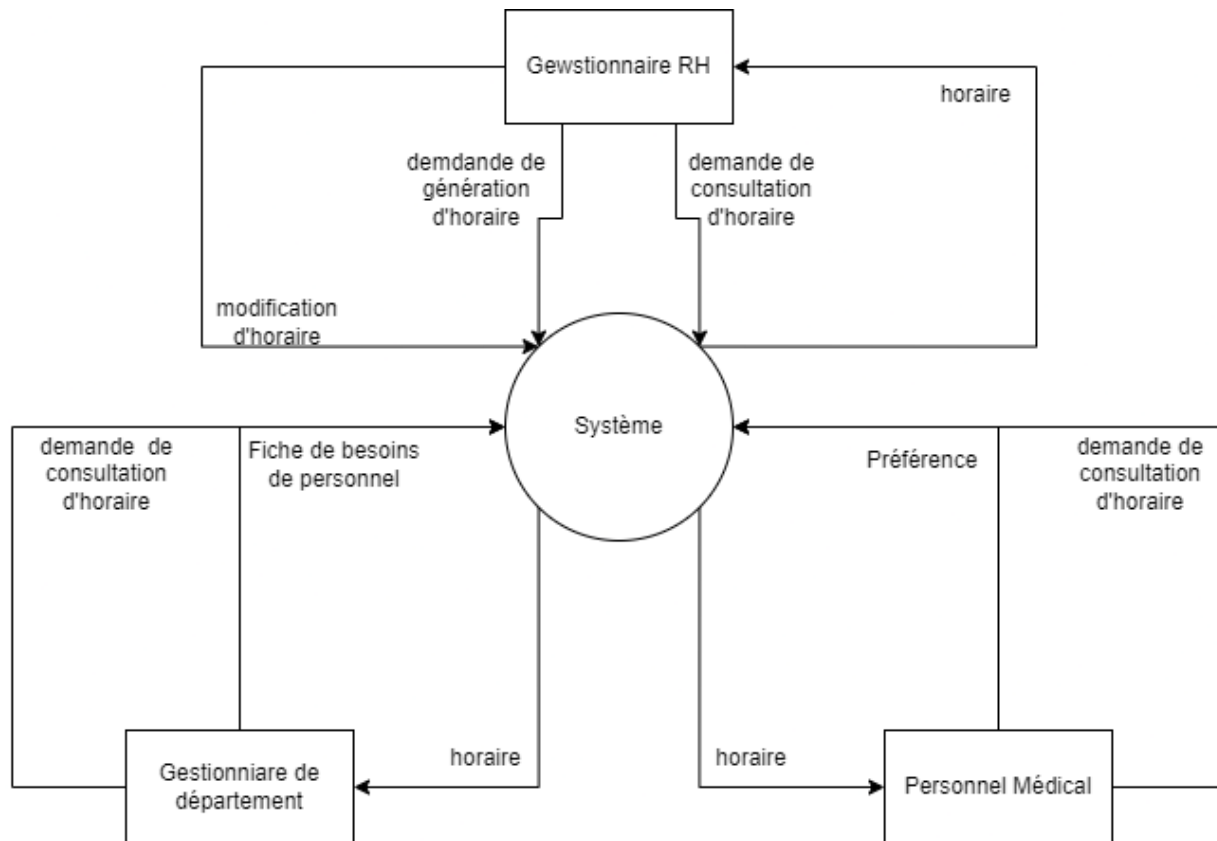 Gewstionnaire RH
horaire
demdande de
génération
d'horaire
demande de
consultation
d'horaire
modification
d'horaire
Système
demande de
consultation
d'horaire
Fiche de besoins
de personnel
Préférence
demande de
consultation
d'horaire
horaire
horaire
Gestionniare de
département
Personnel Médical